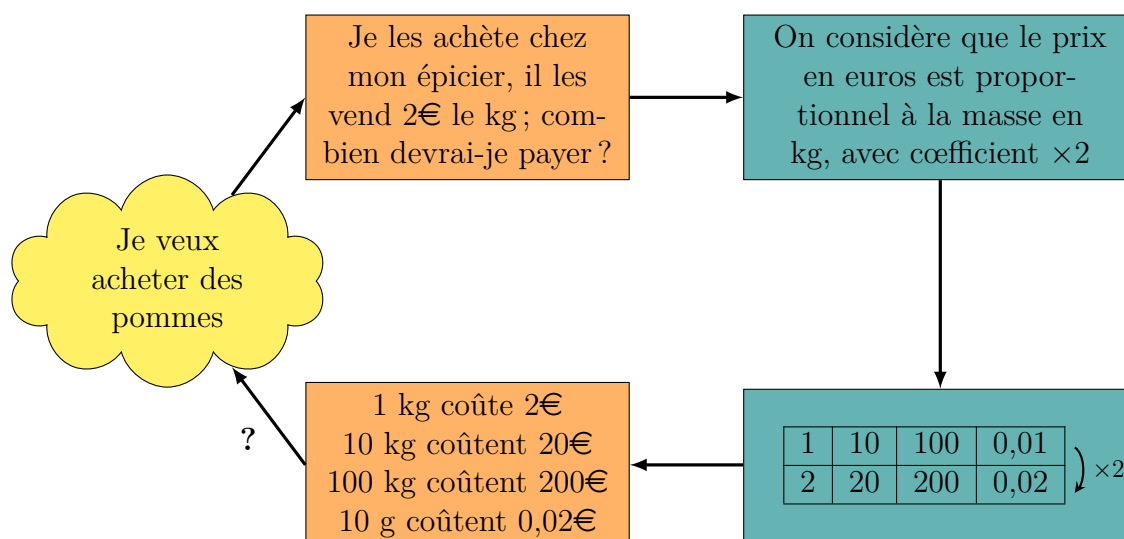 Je les achète chez
mon épicier, il les
vend 2€ le kg ; com-
bien devrai-je payer ?
On considère que le prix
en euros est propor-
tionnel à la masse en
kg, avec cœfficient ×2
Je veux
acheter des
pommes
1 kg coûte 2€
10 kg coûtent 20€
100 kg coûtent 200€
10 g coûtent 0,02€
?
1 10 100 0,01
2 20 200 0,02
×2